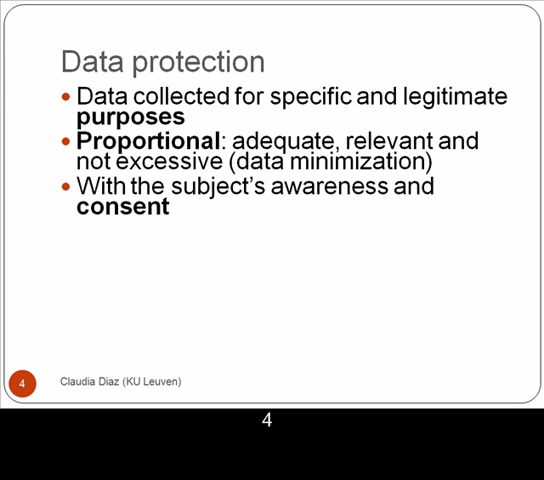 Data protection
• Data collected for specific and legitimate
purposes
• Proportional: adequate, relevant and
not excessive (data minimization)
• With the subject's awareness and
consent
4
Claudia Diaz (KU Leuven)
4